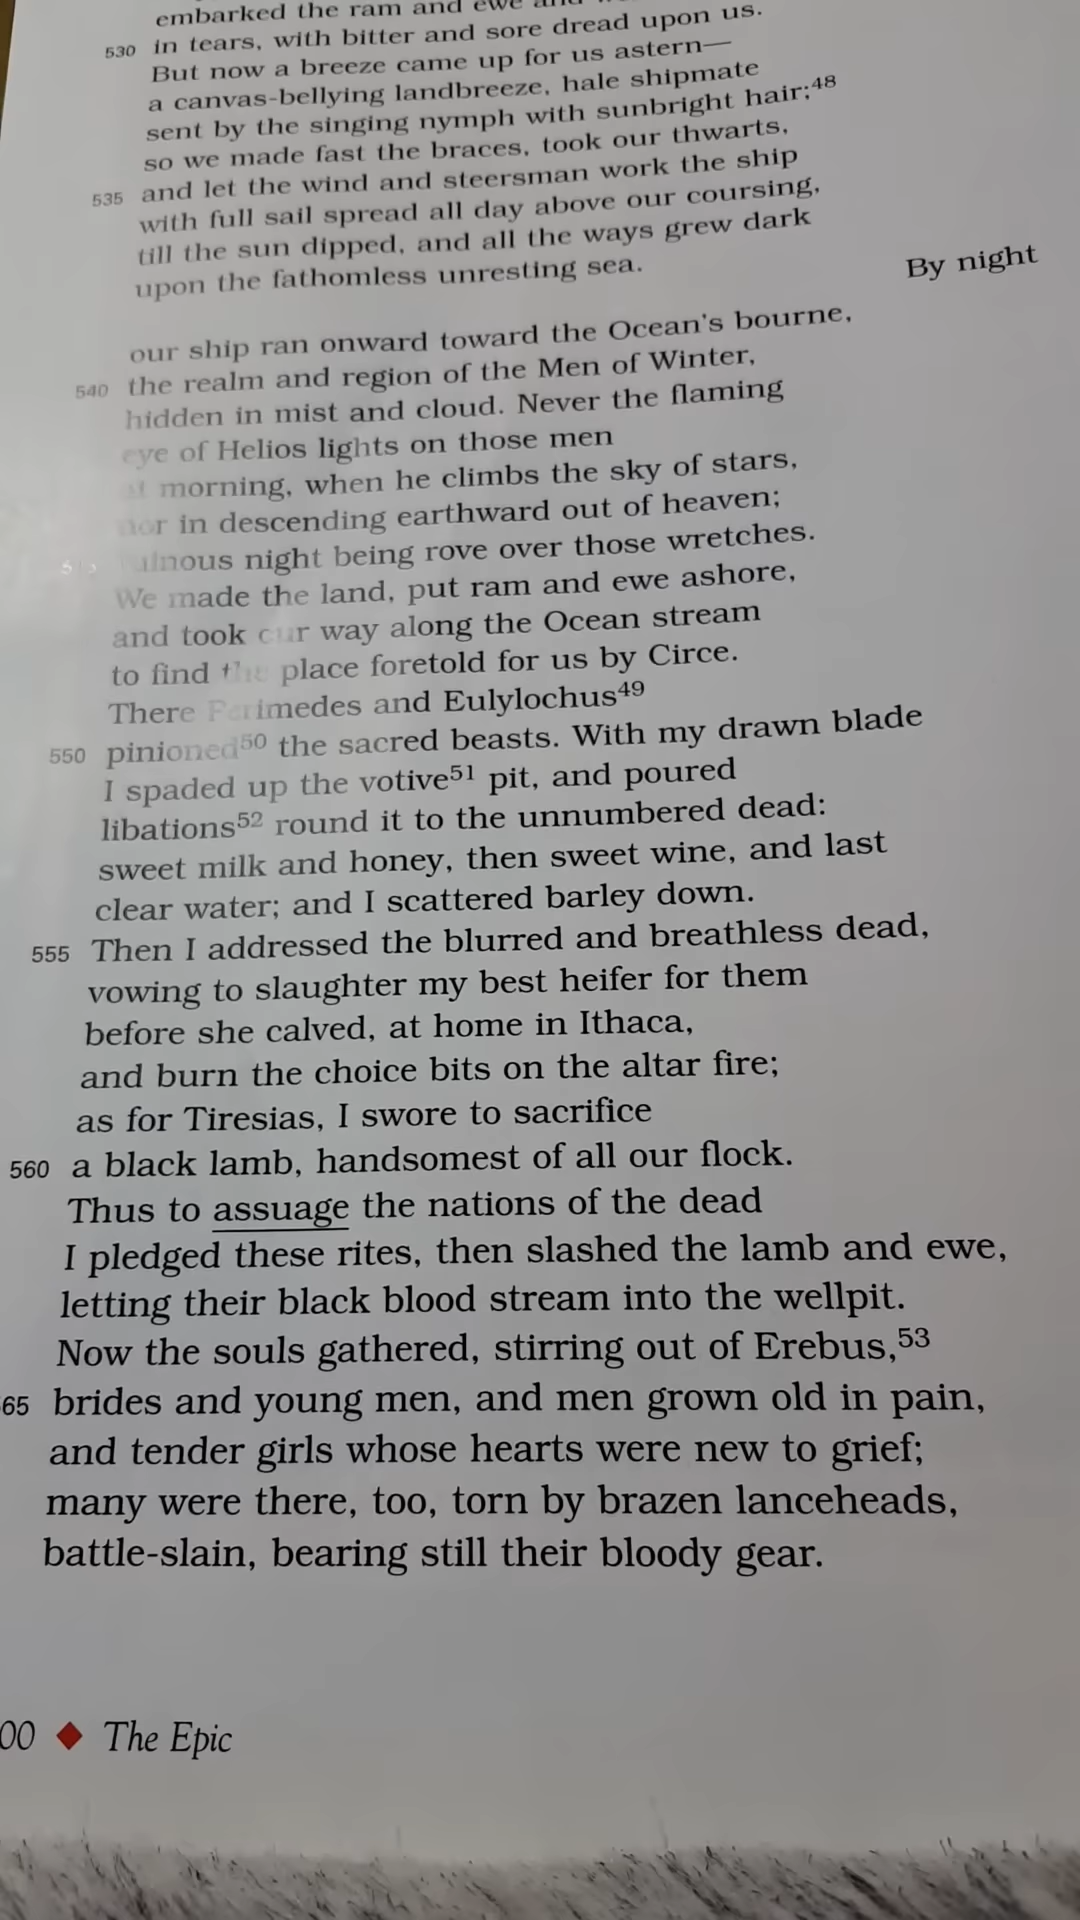 embarked the ram and ewe
530 in tears, with bitter and sore dread upon us.
But now a breeze came up for us astern—
a canvas-bellying landbreeze, hale shipmate
sent by the singing nymph with sunbright hair;48
so we made fast the braces, took our thwarts,
535 and let the wind and steersman work the ship
with full sail spread all day above our coursing,
till the sun dipped, and all the ways grew dark
upon the fathomless unresting sea.
By night
our ship ran onward toward the Ocean's bourne,
540 the realm and region of the Men of Winter,
hidden in mist and cloud. Never the flaming
eye of Helios lights on those men
at morning, when he climbs the sky of stars,
nor in descending earthward out of heaven;
night being rove over those wretches.
We made the land, put ram and ewe ashore,
and took our way along the Ocean stream
to find the place foretold for us by Circe.
There Perimedes and Eulylochus49
550 pinioned50 the sacred beasts. With my drawn blade
I spaded up the votive51 pit, and poured
libations52 round it to the unnumbered dead:
sweet milk and honey, then sweet wine, and last
clear water; and I scattered barley down.
555 Then I addressed the blurred and breathless dead,
vowing to slaughter my best heifer for them
before she calved, at home in Ithaca,
and burn the choice bits on the altar fire;
as for Tiresias, I swore to sacrifice
560 a black lamb, handsomest of all our flock.
Thus to assuage the nations of the dead
I pledged these rites, then slashed the lamb and ewe,
letting their black blood stream into the wellpit.
Now the souls gathered, stirring out of Erebus,53
65 brides and young men, and men grown old in pain,
and tender girls whose hearts were new to grief;
many were there, too, torn by brazen lanceheads,
battle-slain, bearing still their bloody gear.
00 ◆ The Epic